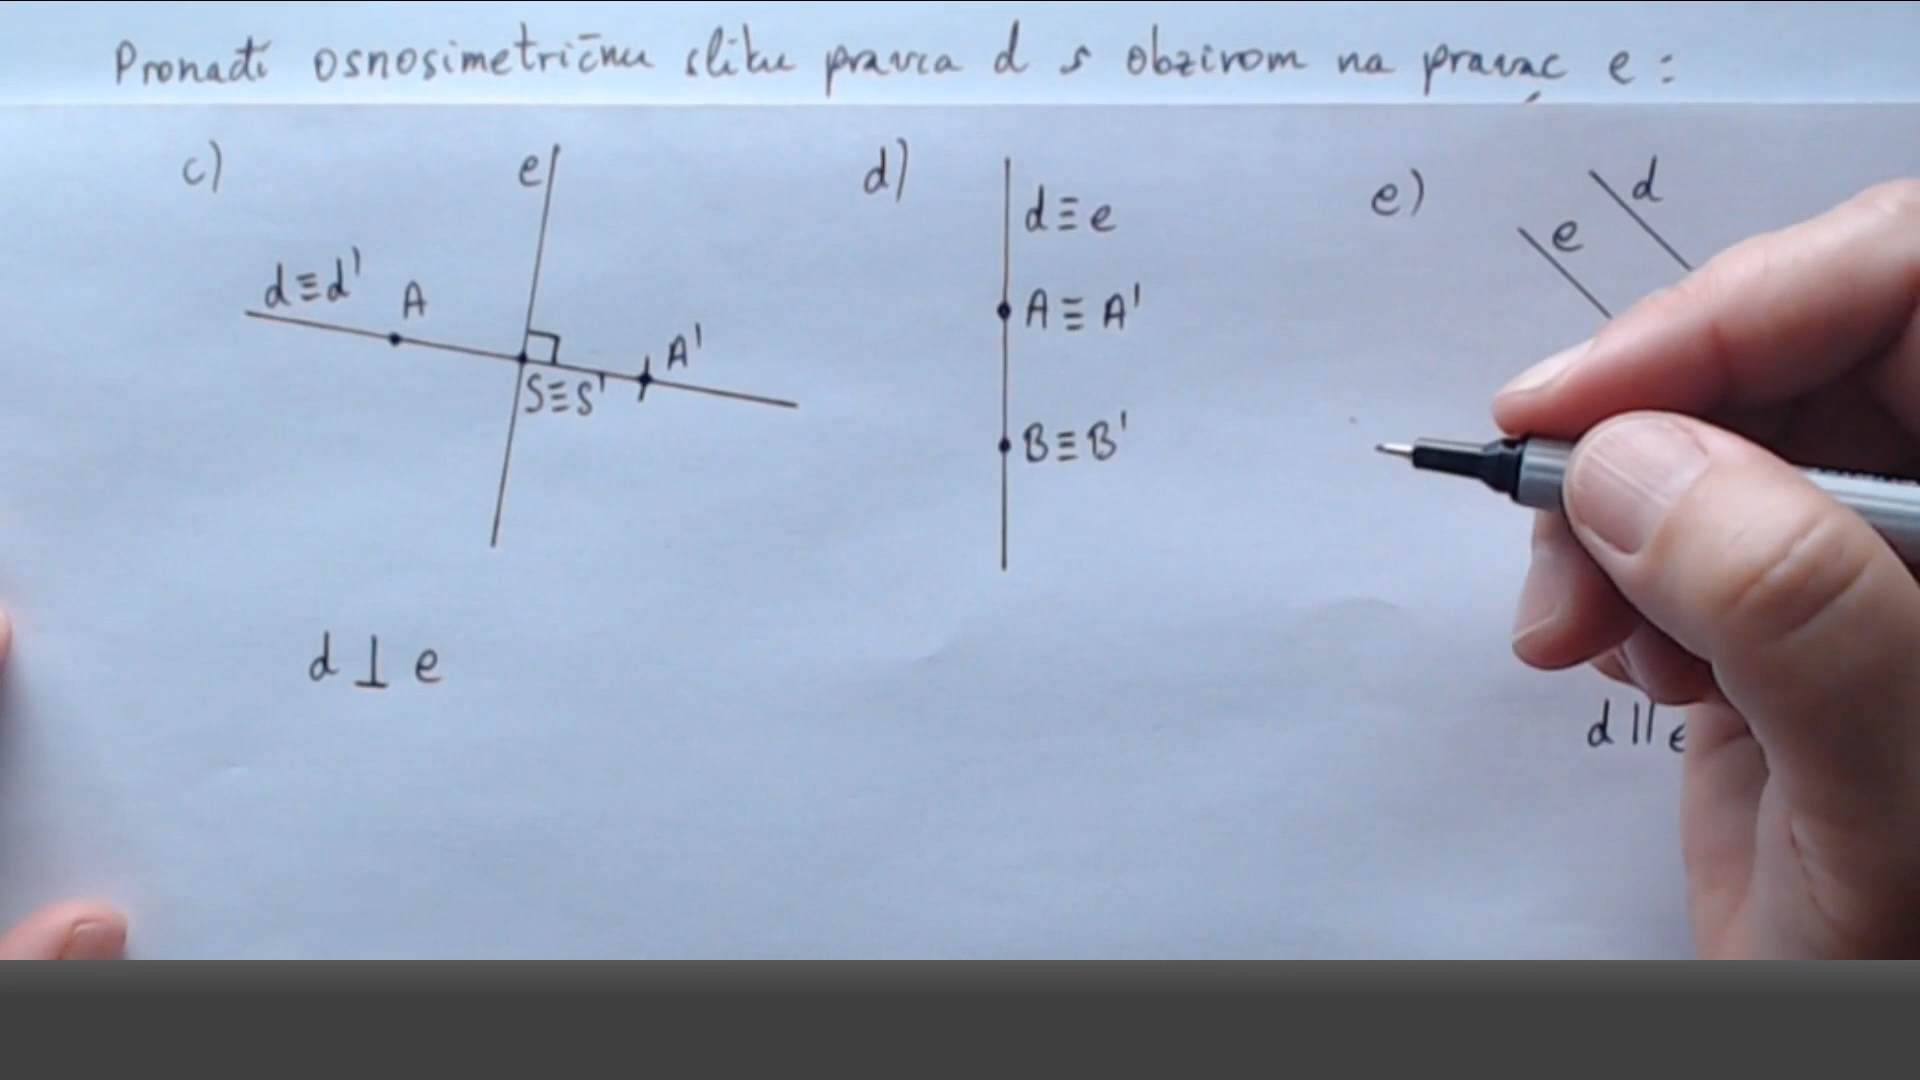 Pronađi osnosimetričnu sliku pravca d s obzirom na pravac e :
c)
e
d≡d'
A
S≡S'
A'
d ⊥ e
d)
d≡e
A≡A'
B≡B'
e)
d
e
d ||